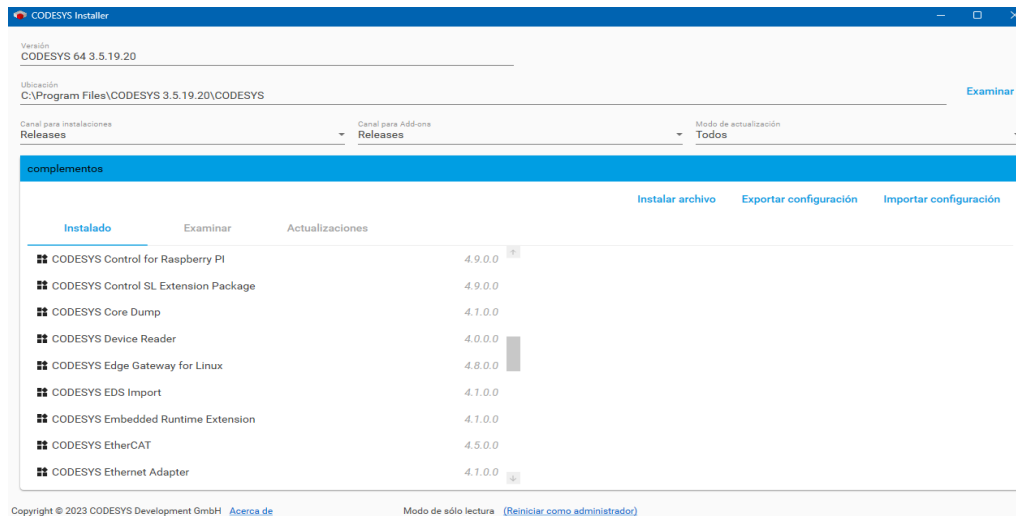 CODESYS Installer
Versión
CODESYS 64 3.5.19.20
Ubicación
C:\Program Files\CODESYS 3.5.19.20\CODESYS
Examinar
Canal para instalaciones
Releases
Canal para Add-ons
Releases
Modo de actualización
Todos
complementos
Instalar archivo Exportar configuración Importar configuración
Instalado Examinar Actualizaciones
CODESYS Control for Raspberry PI 4.9.0.0
CODESYS Control SL Extension Package 4.9.0.0
CODESYS Core Dump 4.1.0.0
CODESYS Device Reader 4.0.0.0
CODESYS Edge Gateway for Linux 4.8.0.0
CODESYS EDS Import 4.1.0.0
CODESYS Embedded Runtime Extension 4.1.0.0
CODESYS EtherCAT 4.5.0.0
CODESYS Ethernet Adapter 4.1.0.0
Copyright © 2023 CODESYS Development GmbH Acerca de Modo de sólo lectura (Reiniciar como administrador)